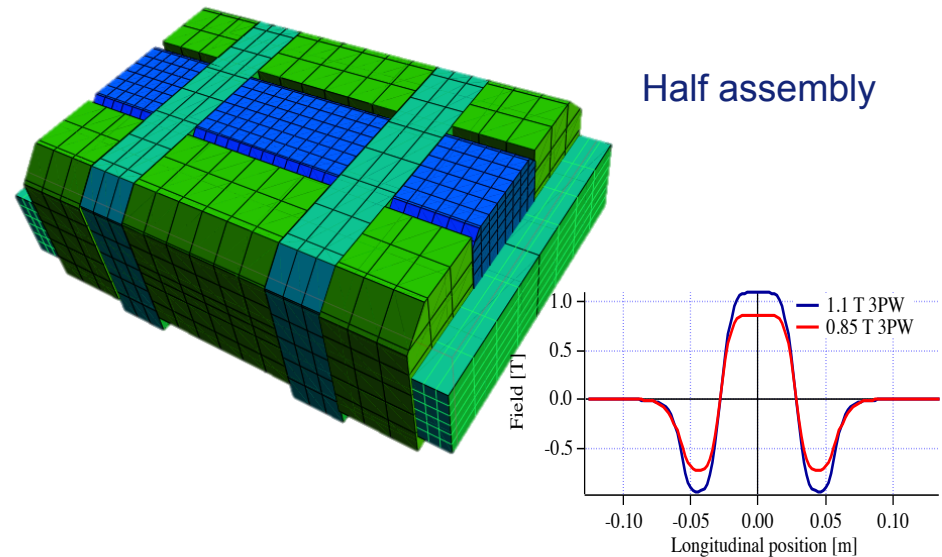 Half assembly
1.1 T 3PW
0.85 T 3PW
Field [T]
1.0
0.5
0.0
-0.5
-0.10 -0.05 0.00 0.05 0.10
Longitudinal position [m]